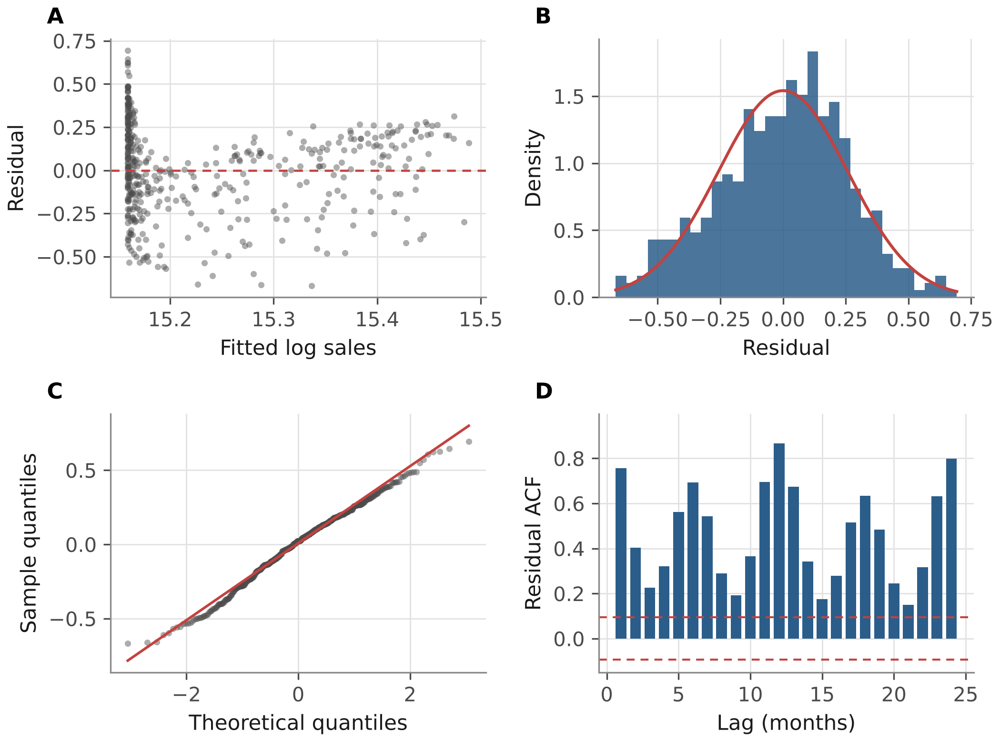 A
0.75
0.50
0.25
0.00
−0.25
−0.50
Residual
15.2 15.3 15.4 15.5
Fitted log sales
B
1.5
1.0
0.5
0.0
Density
−0.50 −0.25 0.00 0.25 0.50 0.75
Residual
C
0.5
0.0
−0.5
Sample quantiles
−2 0 2
Theoretical quantiles
D
0.8
0.6
0.4
0.2
0.0
Residual ACF
0 5 10 15 20 25
Lag (months)